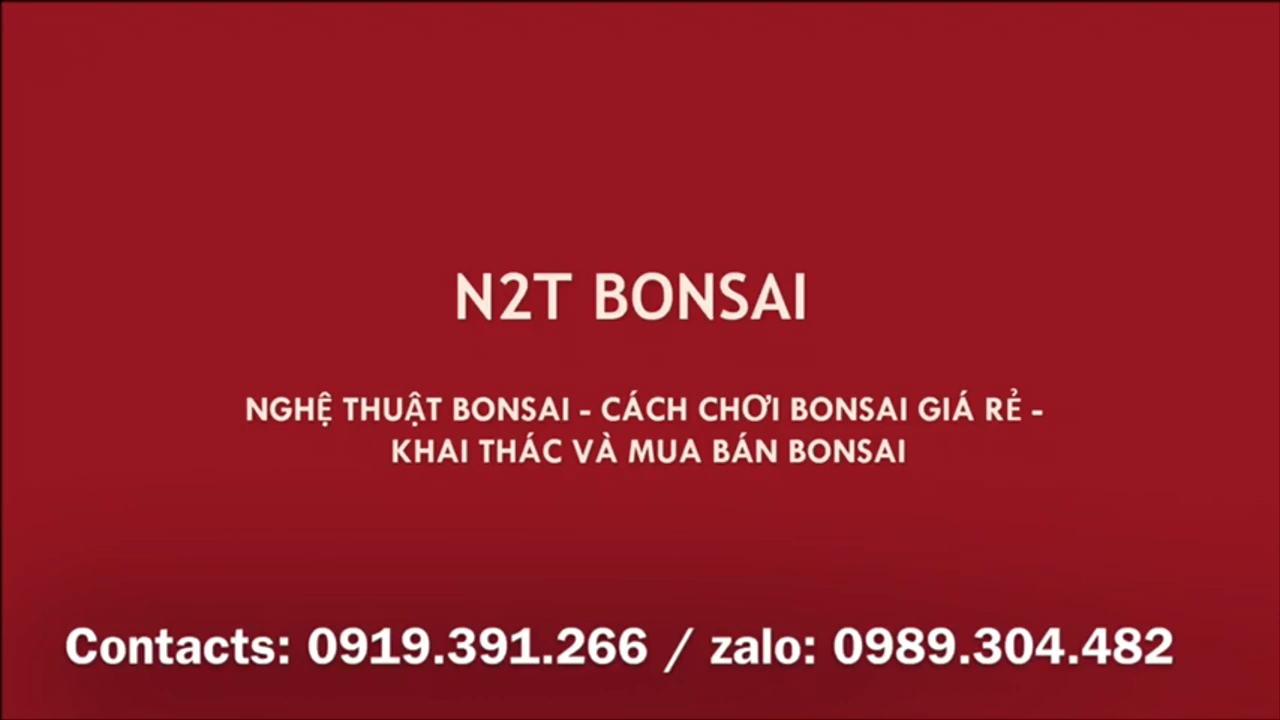 N2T BONSAI
NGHỆ THUẬT BONSAI - CÁCH CHƠI BONSAI GIÁ RẺ -
KHAI THÁC VÀ MUA BÁN BONSAI
Contacts: 0919.391.266 / zalo: 0989.304.482